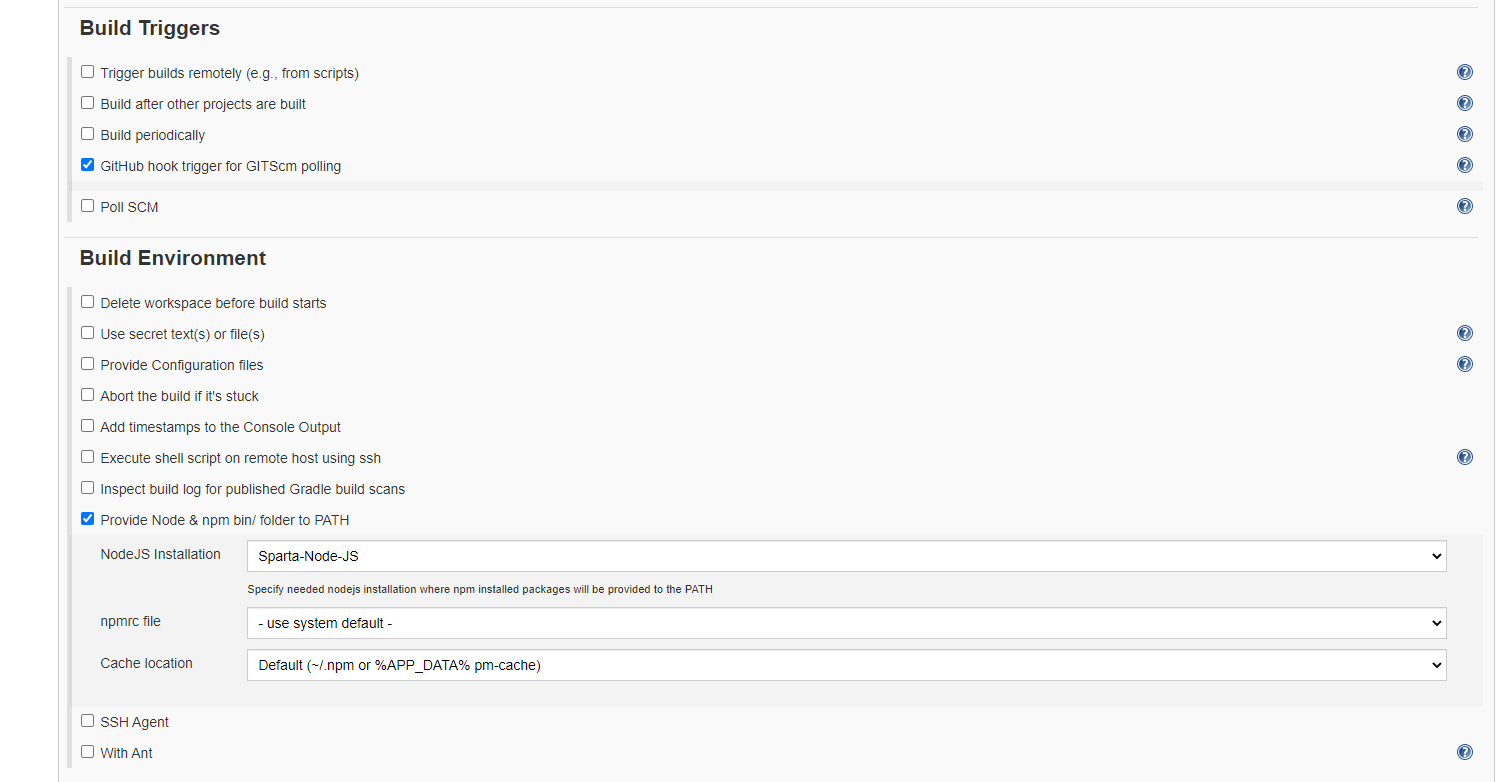 Build Triggers
Trigger builds remotely (e.g., from scripts)
Build after other projects are built
Build periodically
GitHub hook trigger for GITScm polling
Poll SCM
Build Environment
Delete workspace before build starts
Use secret text(s) or file(s)
Provide Configuration files
Abort the build if it's stuck
Add timestamps to the Console Output
Execute shell script on remote host using ssh
Inspect build log for published Gradle build scans
Provide Node & npm bin/ folder to PATH
NodeJS Installation Sparta-Node-JS
Specify needed nodejs installation where npm installed packages will be provided to the PATH
npmrc file - use system default -
Cache location Default (~/.npm or %APP_DATA% pm-cache)
SSH Agent
With Ant